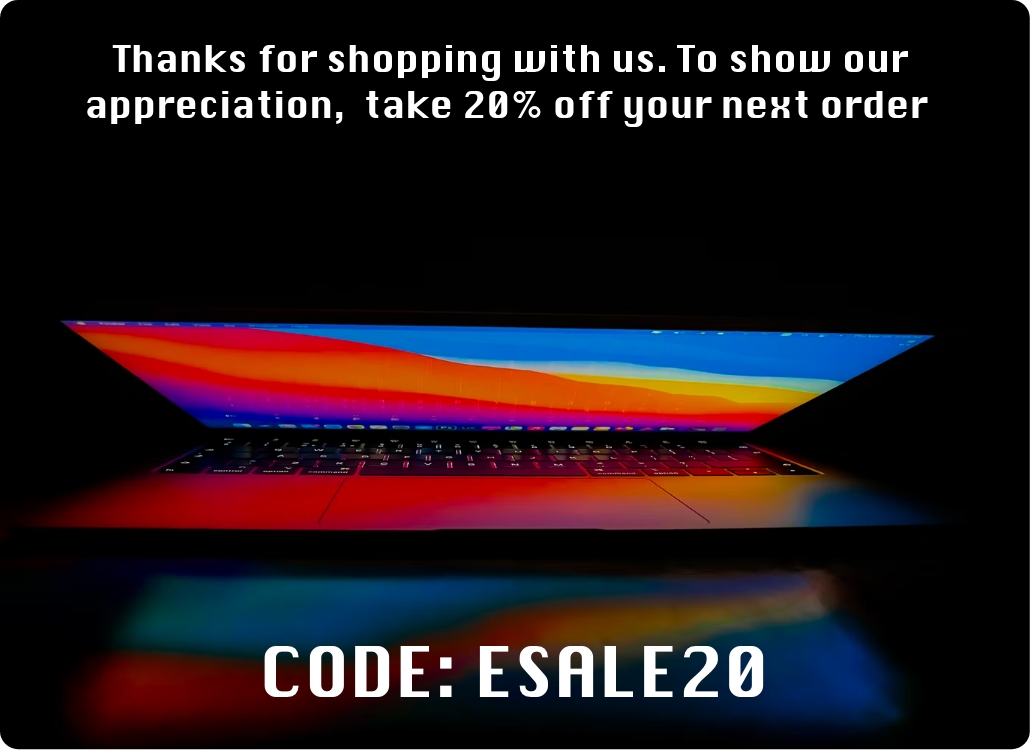 Thanks for shopping with us. To show our
appreciation, take 20% off your next order
CODE: ESALE20